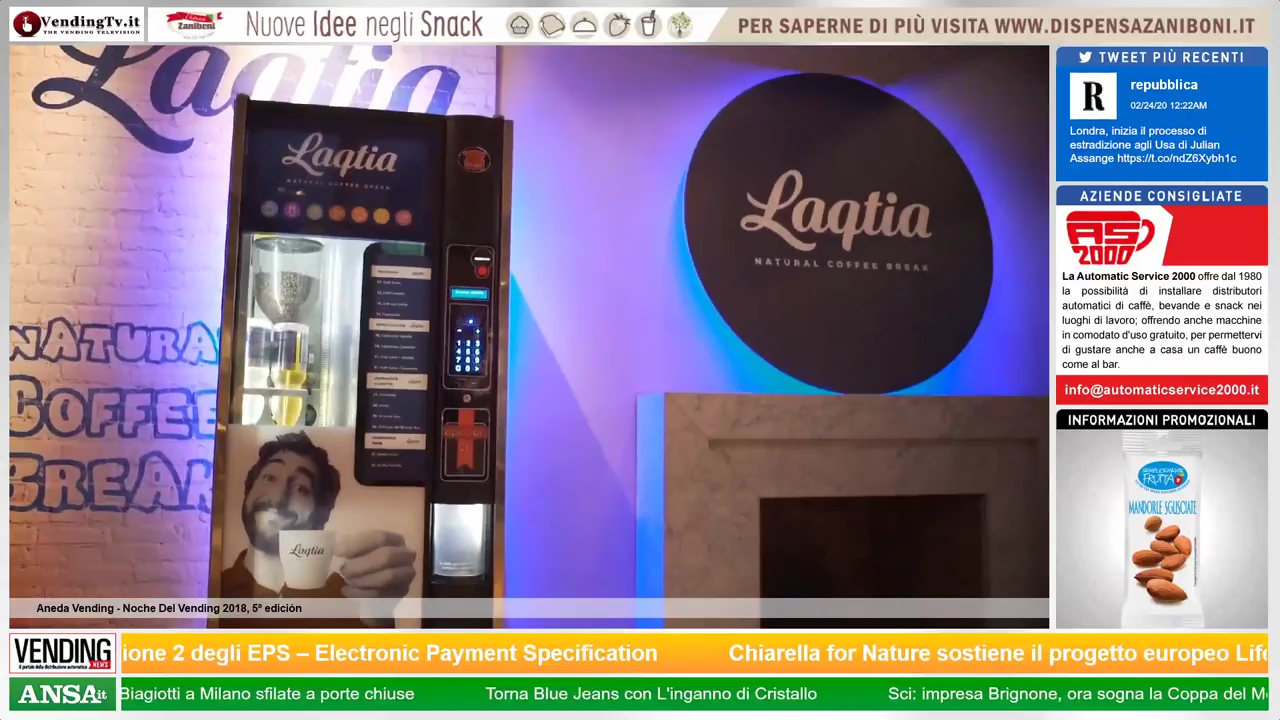 VendingTv.it
THE VENDING TELEVISION
Zaniboni
Nuove Idee negli Snack
PER SAPERNE DI PIÙ VISITA WWW.DISPENSAZANIBONI.IT
Laqtia
Laqtia
NATURAL COFFEE BREAK
Laqtia
NATURAL COFFEE BREAK
NATURAL
COFFEE
BREAK
Laqtia
Aneda Vending - Noche Del Vending 2018, 5ª edición
TWEET PIÙ RECENTI
repubblica
R
02/24/20 12:22AM
Londra, inizia il processo di
estradizione agli Usa di Julian
Assange https://t.co/ndZ6Xybh1c
AZIENDE CONSIGLIATE
AS
2000
La Automatic Service 2000 offre dal 1980
la possibilità di installare distributori
automatici di caffè, bevande e snack nei
luoghi di lavoro; offrendo anche macchine
in comodato d'uso gratuito, per permettervi
di gustare anche a casa un caffè buono
come al bar.
info@automaticservice2000.it
INFORMAZIONI PROMOZIONALI
SEMPLICEMENTE
FRUTTA
MANDORLE SGUSCIATE
VENDING
NEWS
Il portale della distribuzione automatica
ione 2 degli EPS – Electronic Payment Specification
Chiarella for Nature sostiene il progetto europeo Life
ANSA.it
Biagiotti a Milano sfilate a porte chiuse
Torna Blue Jeans con L'inganno di Cristallo
Sci: impresa Brignone, ora sogna la Coppa del M